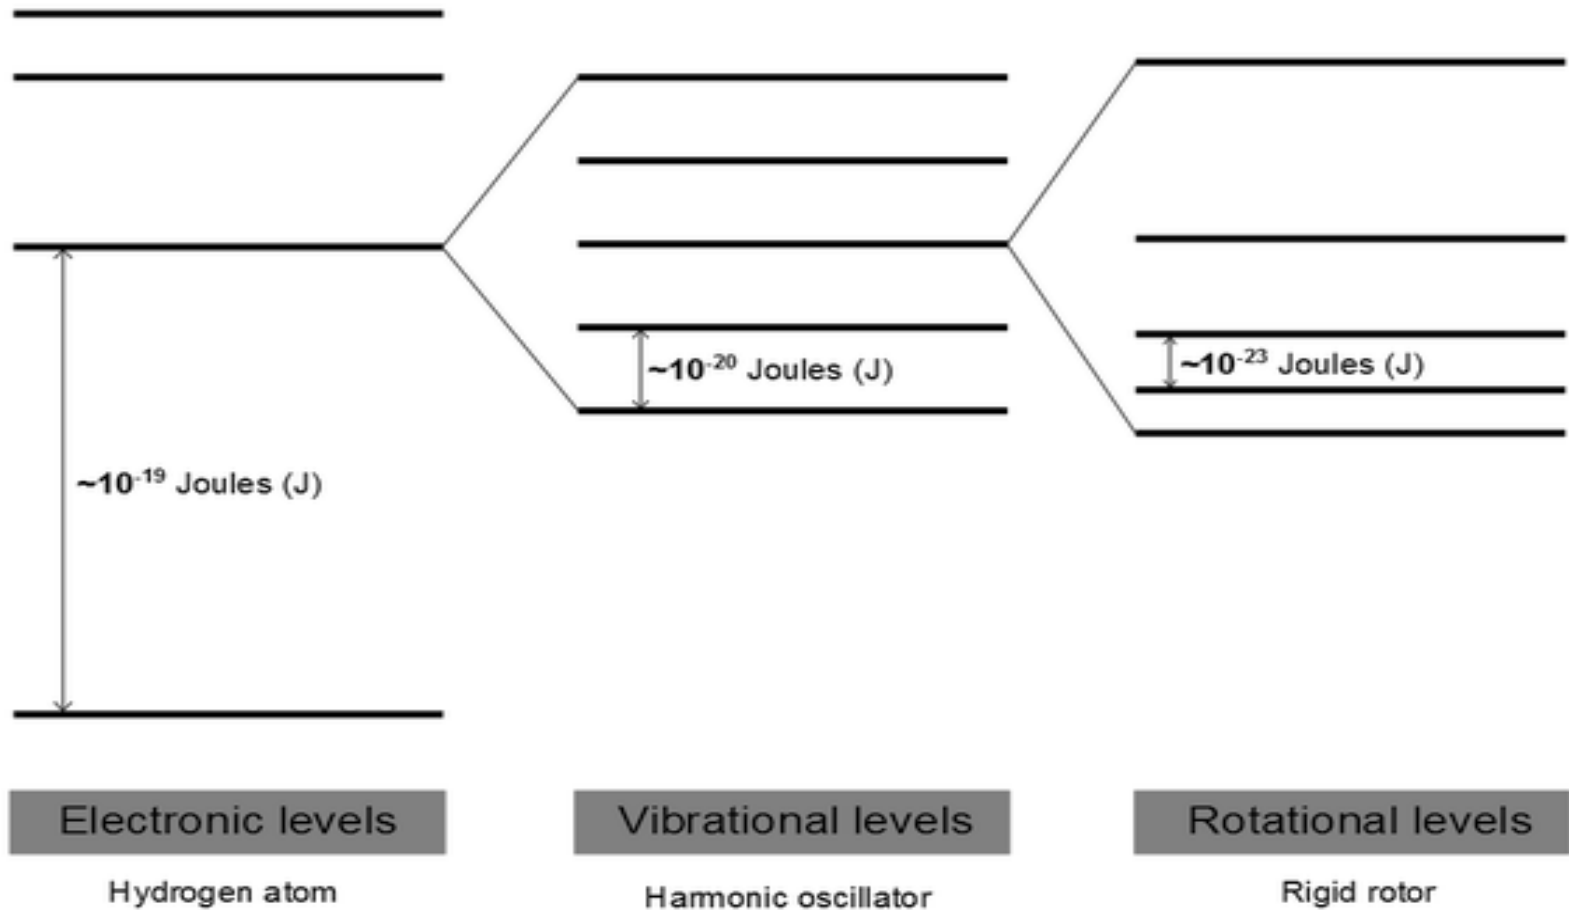 ~10⁻²⁰ Joules (J)
~10⁻²³ Joules (J)
~10⁻¹⁹ Joules (J)
Electronic levels
Vibrational levels
Rotational levels
Hydrogen atom
Harmonic oscillator
Rigid rotor